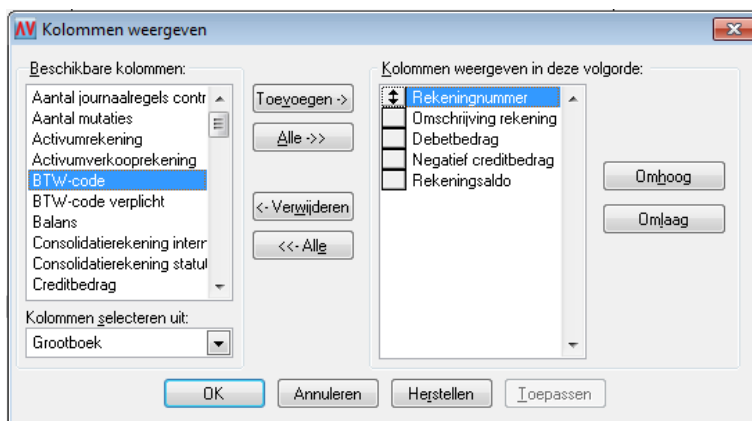 Kolommen weergeven
Beschikbare kolommen:
Aantal journaalregels contr
Aantal mutaties
Activumrekening
Activumverkooprekening
BTW-code
BTW-code verplicht
Balans
Consolidatierekening intern
Consolidatierekening statut
Creditbedrag
Kolommen selecteren uit:
Grootboek
Toevoegen ->
Alle ->>
<- Verwijderen
<<- Alle
Kolommen weergeven in deze volgorde:
Rekeningnummer
Omschrijving rekening
Debetbedrag
Negatief creditbedrag
Rekeningsaldo
Omhoog
Omlaag
OK
Annuleren
Herstellen
Toepassen